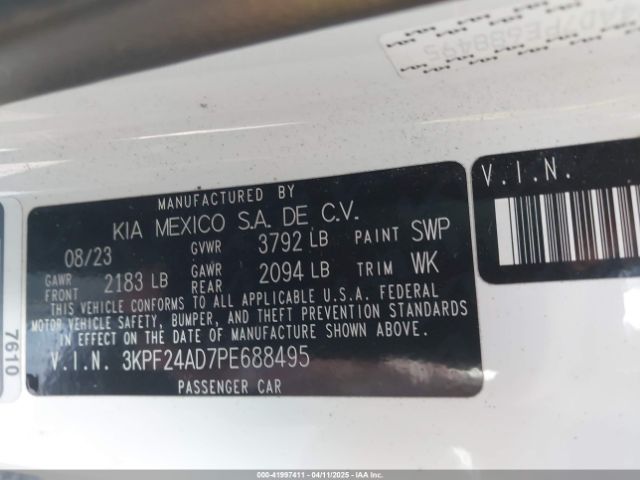 AD7PE688495
MANUFACTURED BY
KIA MEXICO S.A. DE C.V.
08/23 GVWR 3792 LB PAINT SWP
GAWR FRONT 2183 LB GAWR REAR 2094 LB TRIM WK
THIS VEHICLE CONFORMS TO ALL APPLICABLE U.S.A. FEDERAL
MOTOR VEHICLE SAFETY, BUMPER, AND THEFT PREVENTION STANDARDS
IN EFFECT ON THE DATE OF MANUFACTURE SHOWN ABOVE.
V.I.N. 3KPF24AD7PE688495
PASSENGER CAR
V.I.N.
7610
000-41997411 - 04/11/2025 - IAA Inc.